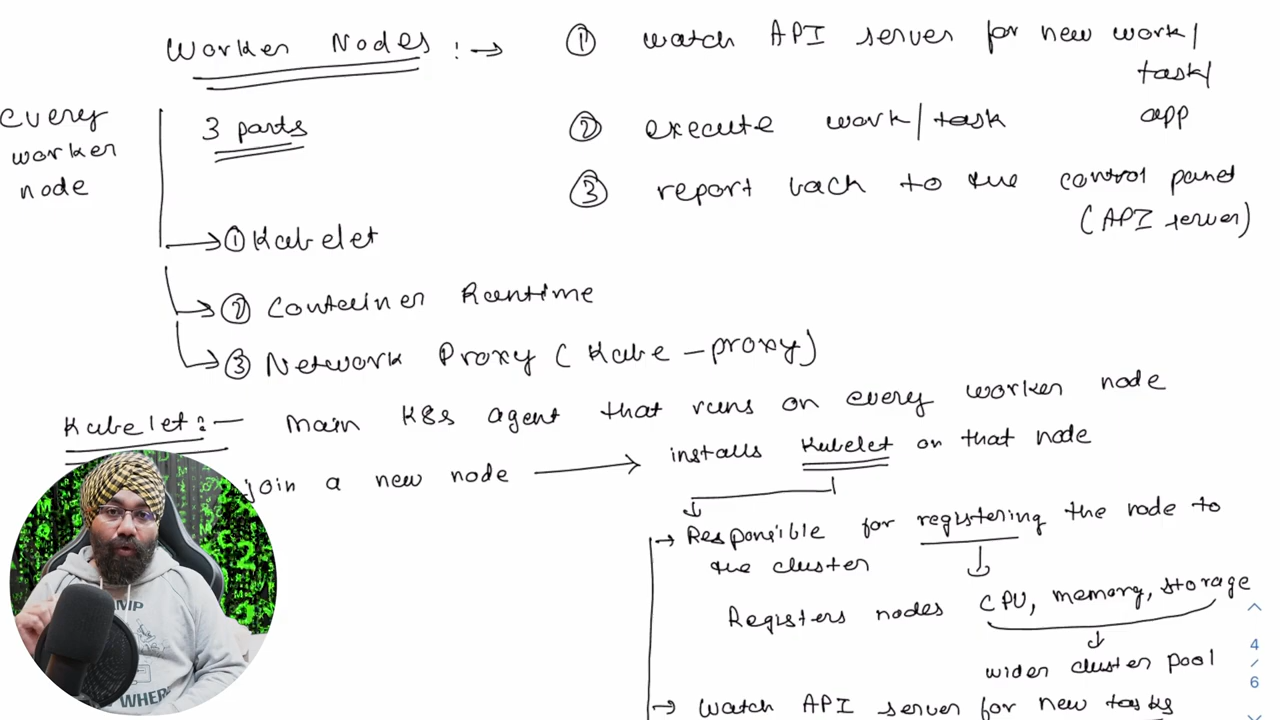 Worker Nodes : →
① watch API server for new work/
task/
app
② execute work/task
③ report back to the control panel
(API server)
every
worker
node
3 parts
→ ① Kubelet
→ ② Container Runtime
→ ③ Network Proxy (Kube-proxy)
Kubelet :— Main K8s agent that runs on every worker node
join a new node → installs Kubelet on that node
→ Responsible for registering the node to
the cluster
Registers nodes CPU, memory, storage
wider cluster pool
→ Watch API server for new tasks
4
/
6
AMP
WHERE